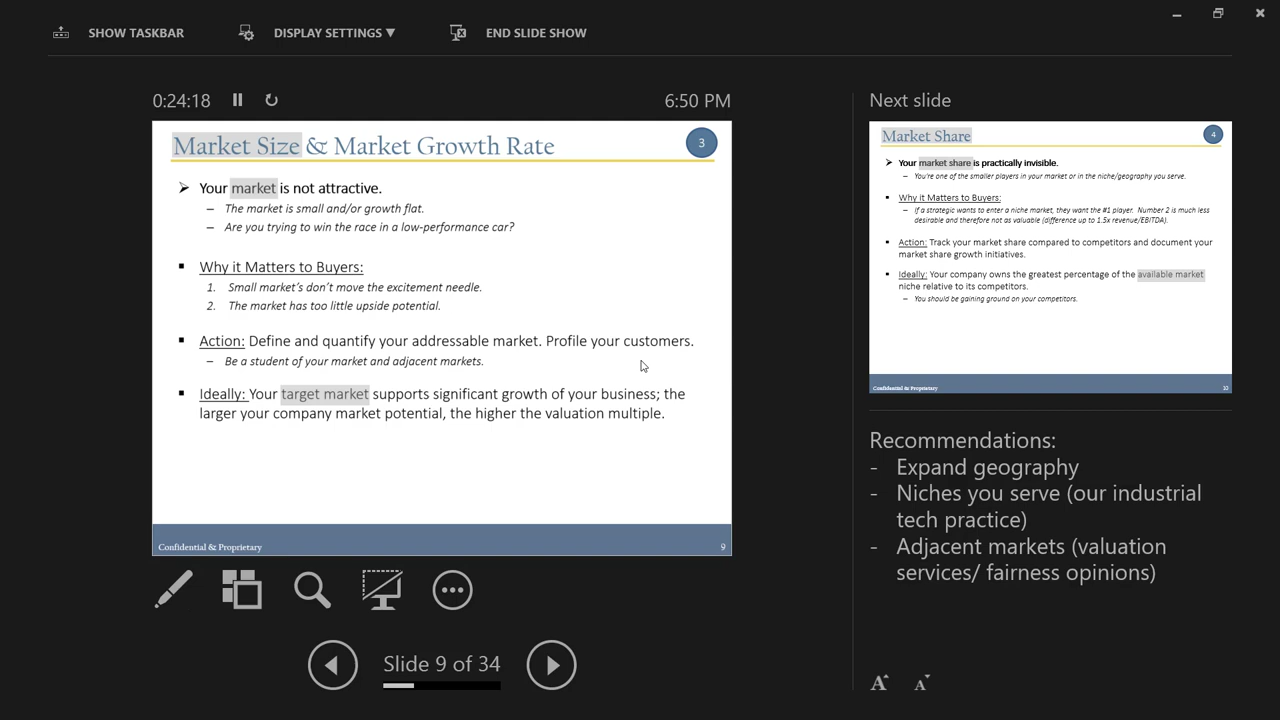 SHOW TASKBAR
DISPLAY SETTINGS ▼
END SLIDE SHOW
0:24:18
6:50 PM
Market Size & Market Growth Rate
3
➢ Your market is not attractive.
– The market is small and/or growth flat.
– Are you trying to win the race in a low-performance car?
▪ Why it Matters to Buyers:
1. Small market's don't move the excitement needle.
2. The market has too little upside potential.
▪ Action: Define and quantify your addressable market. Profile your customers.
– Be a student of your market and adjacent markets.
▪ Ideally: Your target market supports significant growth of your business; the
larger your company market potential, the higher the valuation multiple.
Confidential & Proprietary
9
Slide 9 of 34
Next slide
Market Share
4
➢ Your market share is practically invisible.
– You're one of the smaller players in your market or in the niche/geography you serve.
▪ Why it Matters to Buyers:
– If a strategic wants to enter a niche market, they want the #1 player. Number 2 is much less
desirable and therefore not as valuable (difference up to 1.5x revenue/EBITDA).
▪ Action: Track your market share compared to competitors and document your
market share growth initiatives.
▪ Ideally: Your company owns the greatest percentage of the available market
niche relative to its competitors.
– You should be gaining ground on your competitors.
Confidential & Proprietary
10
Recommendations:
- Expand geography
- Niches you serve (our industrial
tech practice)
- Adjacent markets (valuation
services/ fairness opinions)
A A